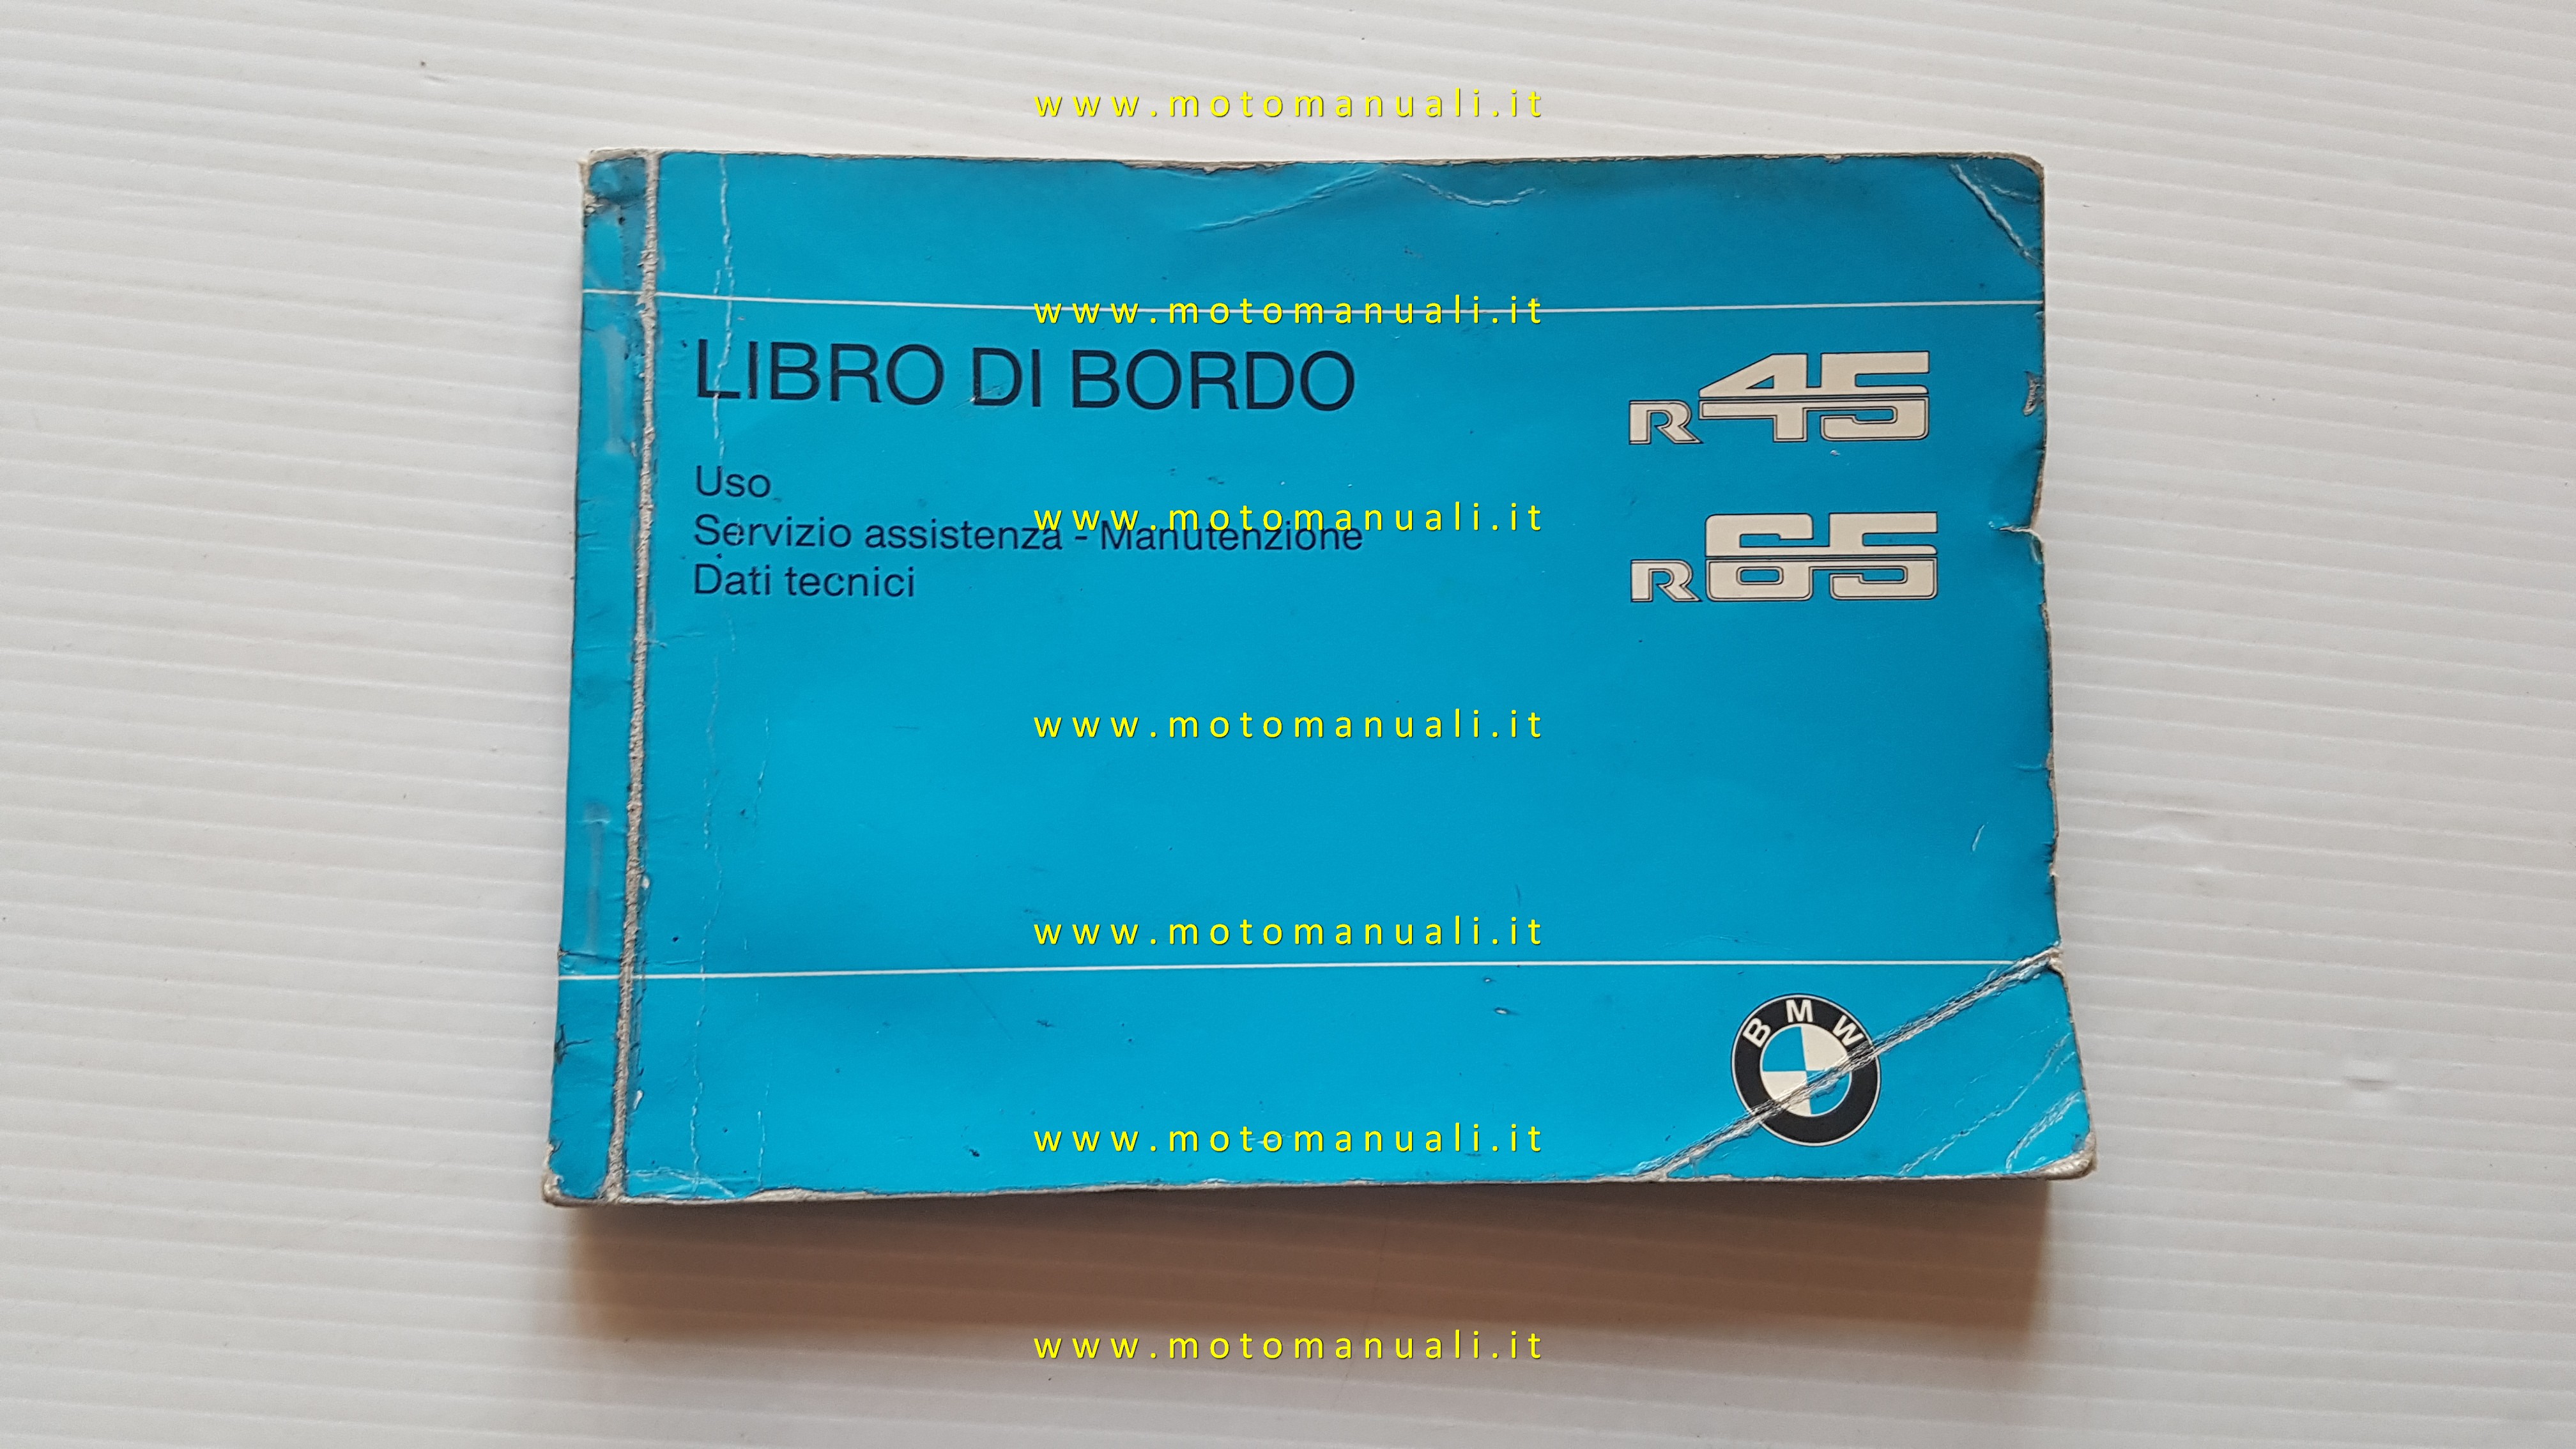 www.motomanuali.it
www.motomanuali.it
LIBRO DI BORDO
R45
Uso
www.motomanuali.it
Servizio assistenza - Manutenzione
R65
Dati tecnici
www.motomanuali.it
www.motomanuali.it
BMW
www.motomanuali.it
www.motomanuali.it